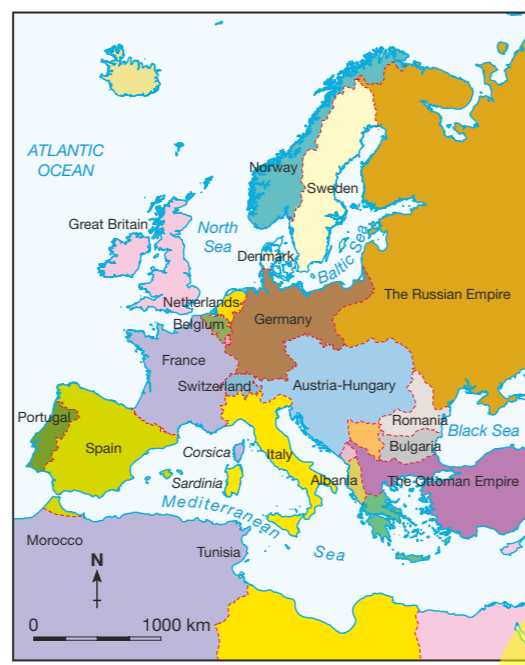 ATLANTIC
OCEAN
Norway
Sweden
Great Britain
North
Sea
Denmark
Baltic Sea
Netherlands
Belgium
Germany
The Russian Empire
France
Switzerland
Austria-Hungary
Portugal
Spain
Corsica
Italy
Romania
Black Sea
Bulgaria
Sardinia
Albania
The Ottoman Empire
Mediterranean
Sea
Morocco
Tunisia
N
0
1000 km